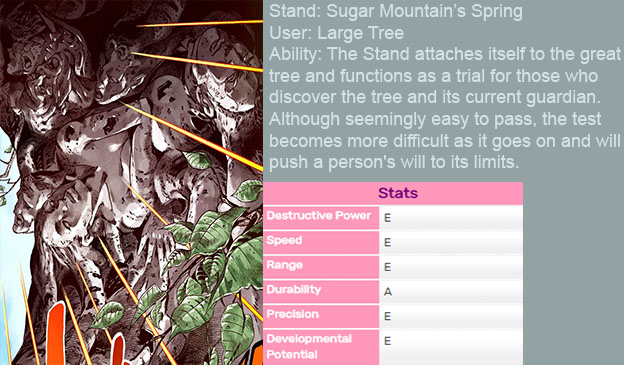 Stand: Sugar Mountain's Spring
User: Large Tree
Ability: The Stand attaches itself to the great
tree and functions as a trial for those who
discover the tree and its current guardian.
Although seemingly easy to pass, the test
becomes more difficult as it goes on and will
push a person's will to its limits.
Stats
Destructive Power E
Speed E
Range E
Durability A
Precision E
Developmental E
Potential